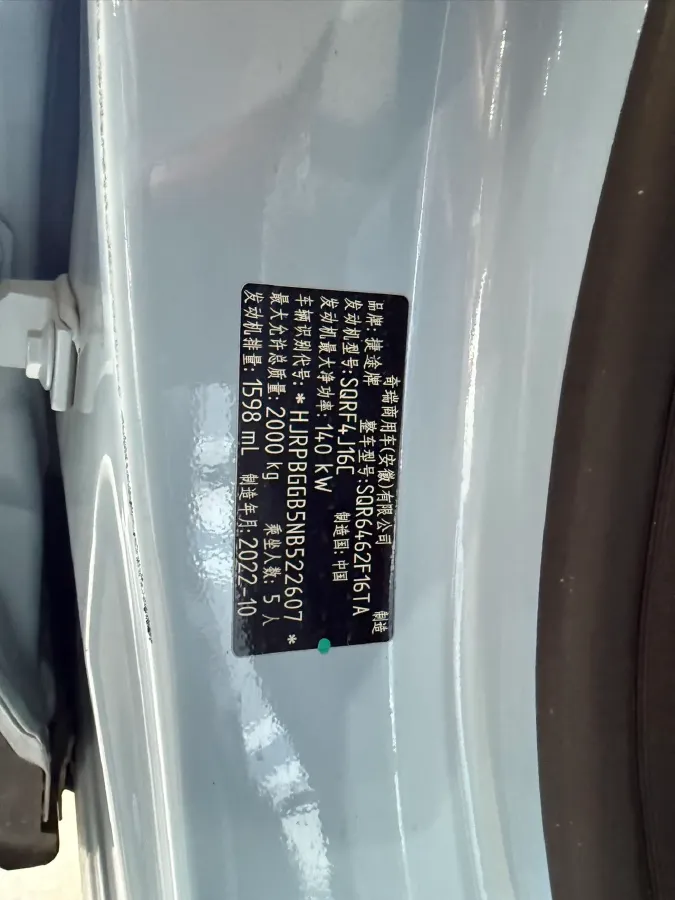 奇瑞商用车(安徽)有限公司 制造
品牌: 捷途牌 整车型号: SQR6462F16TA
发动机型号: SQRF4J16C 制造国: 中国
发动机最大净功率: 140 kW
车辆识别代号: * HJRPBGGB5NB522607 *
最大允许总质量: 2000 kg 乘坐人数: 5 人
发动机排量: 1598 mL 制造年月: 2022-10